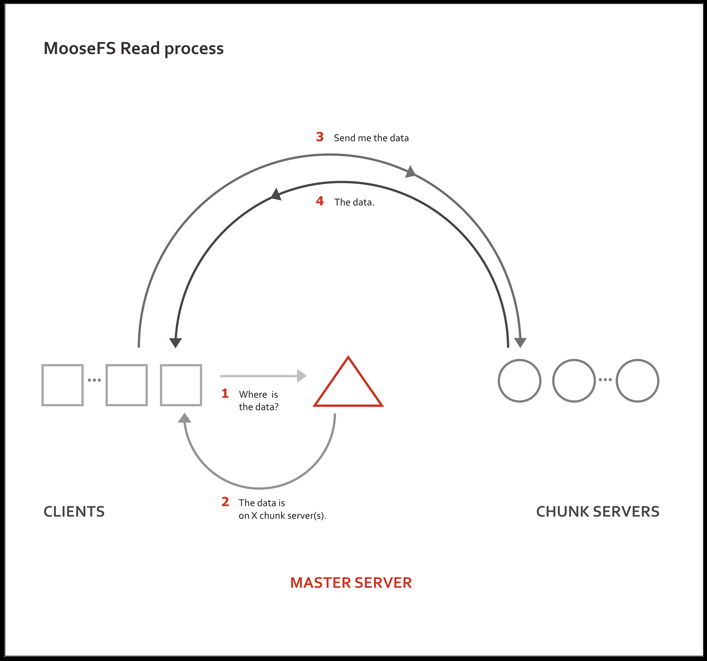 MooseFS Read process
3 Send me the data
4 The data.
...
...
1 Where is
the data?
2 The data is
on X chunk server(s).
CLIENTS
CHUNK SERVERS
MASTER SERVER